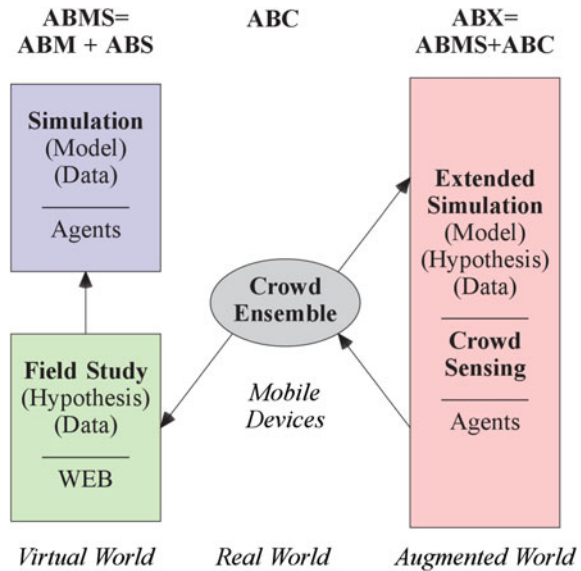 ABMS=
ABM + ABS
ABC
ABX=
ABMS+ABC
Simulation
(Model)
(Data)
Agents
Field Study
(Hypothesis)
(Data)
WEB
Crowd
Ensemble
Mobile
Devices
Extended
Simulation
(Model)
(Hypothesis)
(Data)
Crowd
Sensing
Agents
Virtual World
Real World
Augmented World